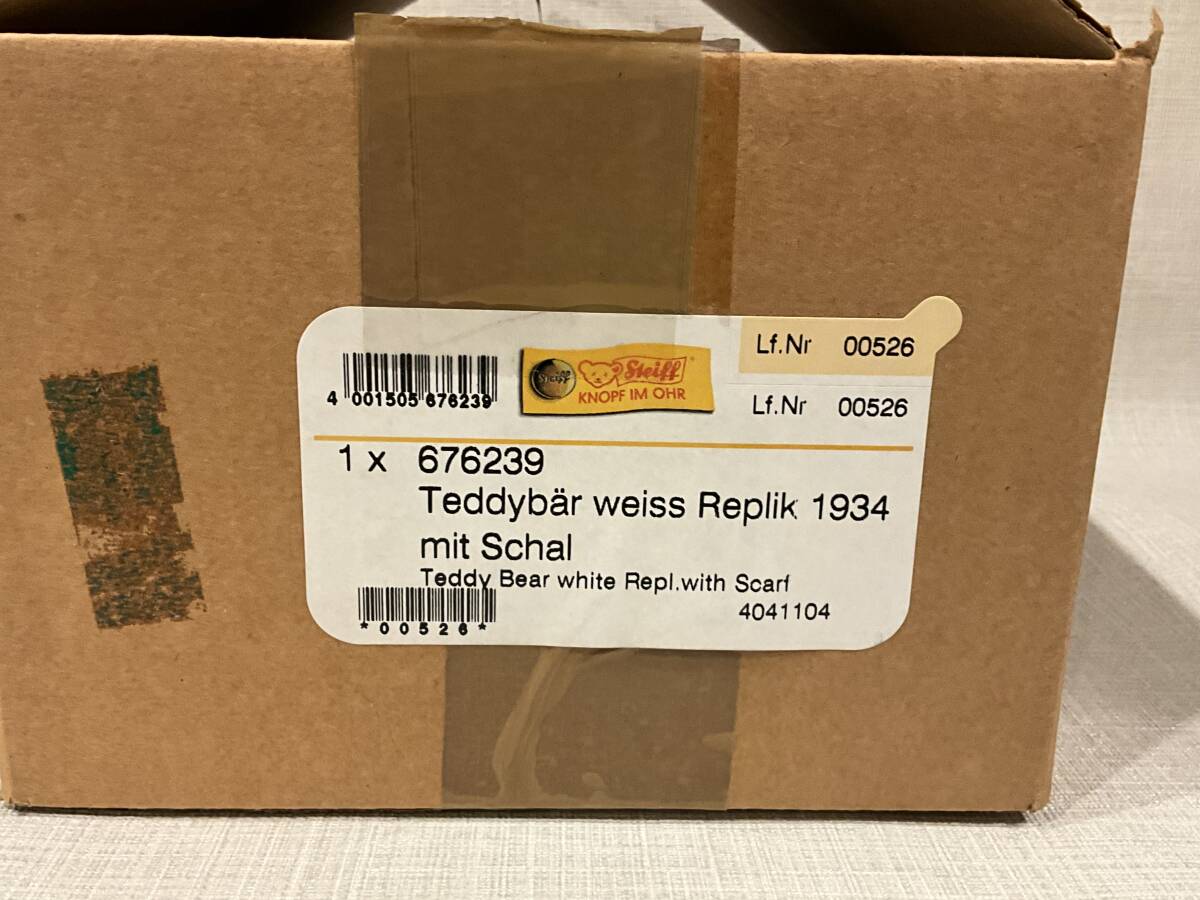 Lf.Nr 00526
4 001505 676239
Steiff
Steiff
KNOPF IM OHR
Lf.Nr 00526
1 x 676239
Teddybär weiss Replik 1934
mit Schal
Teddy Bear white Repl.with Scarf
*00526*
4041104